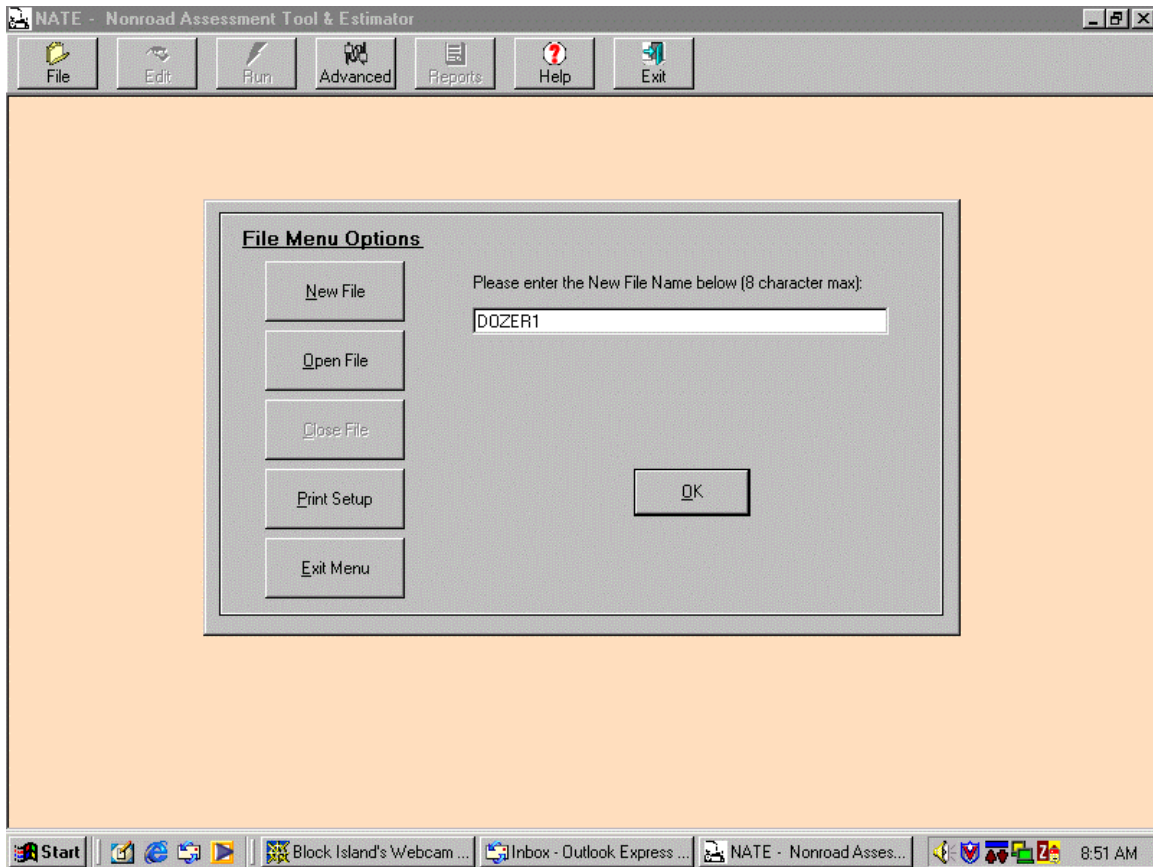 NATE - Nonroad Assessment Tool & Estimator
File Edit Run Advanced Reports Help Exit
File Menu Options
New File
Please enter the New File Name below (8 character max):
DOZER1
Open File
Close File
Print Setup
OK
Exit Menu
Start Block Island's Webcam ... Inbox - Outlook Express ... NATE - Nonroad Asses... 8:51 AM